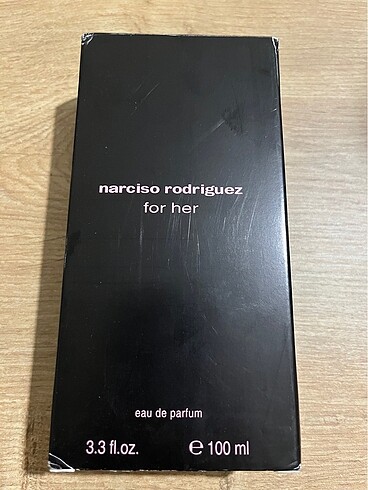 narciso rodriguez
for her
eau de parfum
3.3 fl.oz. ℮ 100 ml